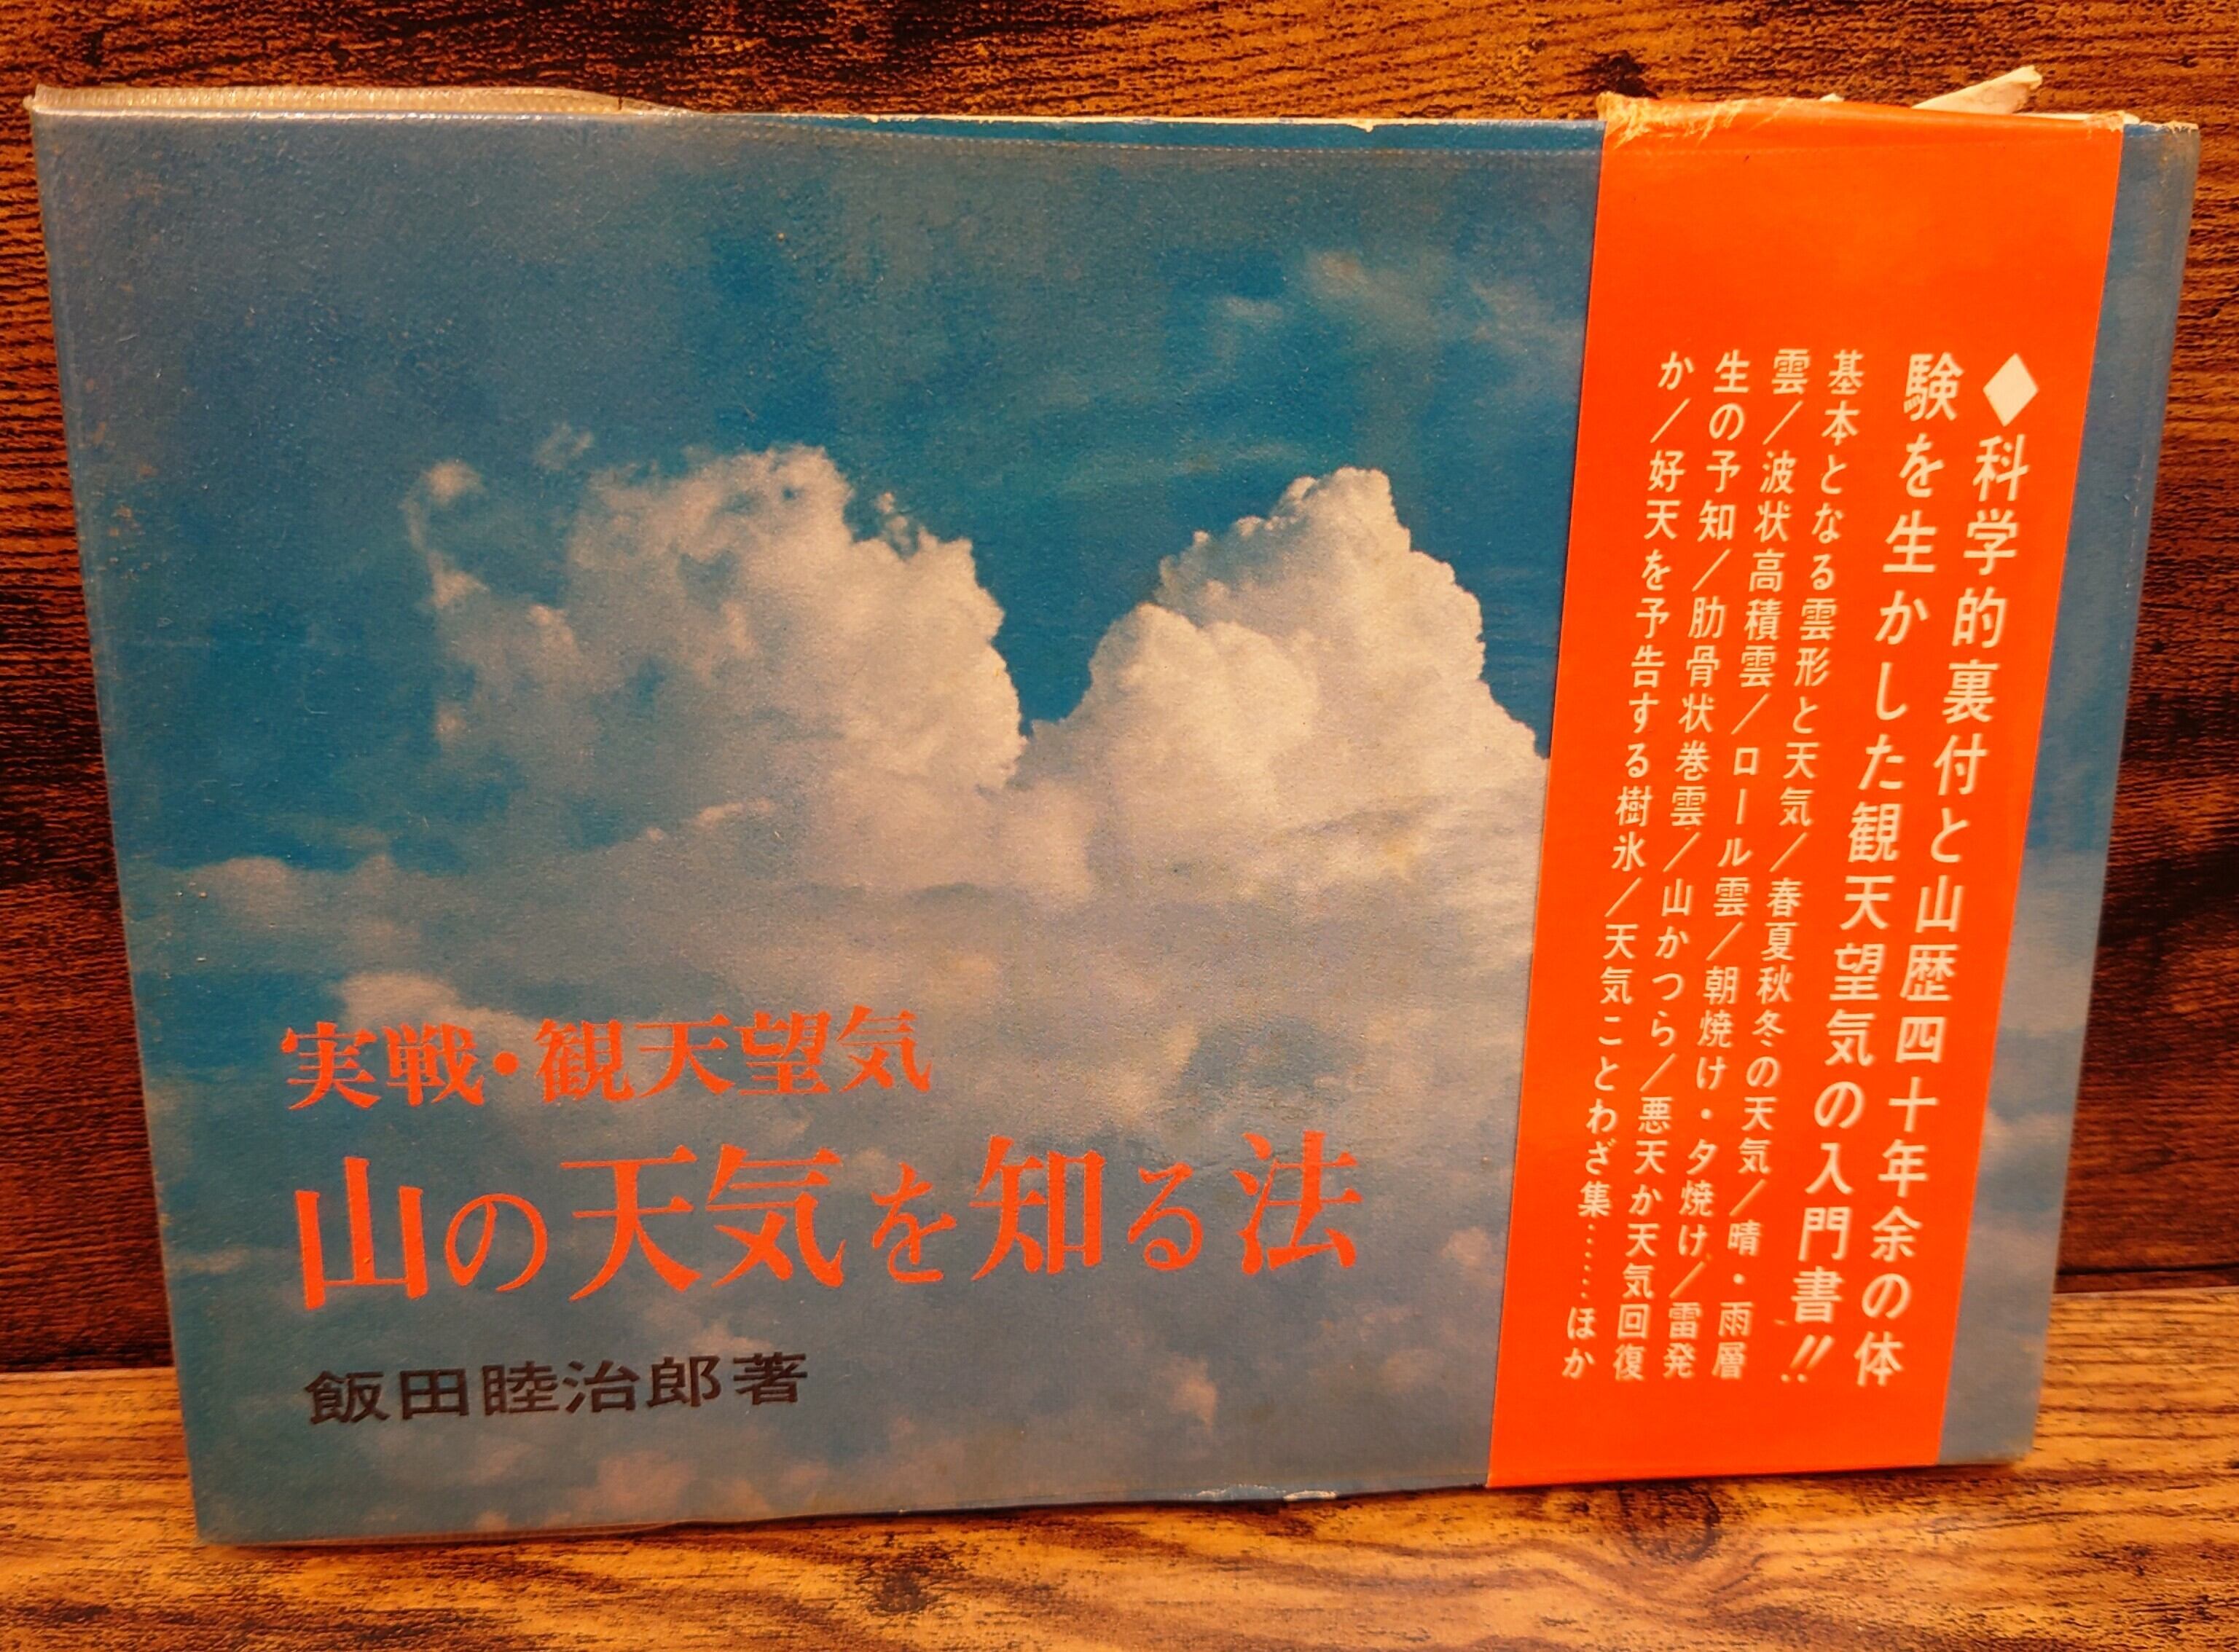 実戦・観天望気
山の天気を知る法
飯田睦治郎著
◆科学的裏付と山歴四十年余の体
験を生かした観天望気の入門書!!
基本となる雲形と天気/春夏秋冬の天気/晴・雨層
雲/波状高積雲/ロール雲/朝焼け・夕焼け/雷発
生の予知/肋骨状巻雲/山かつら/悪天か天気回復
か/好天を予告する樹氷/天気ことわざ集……ほか